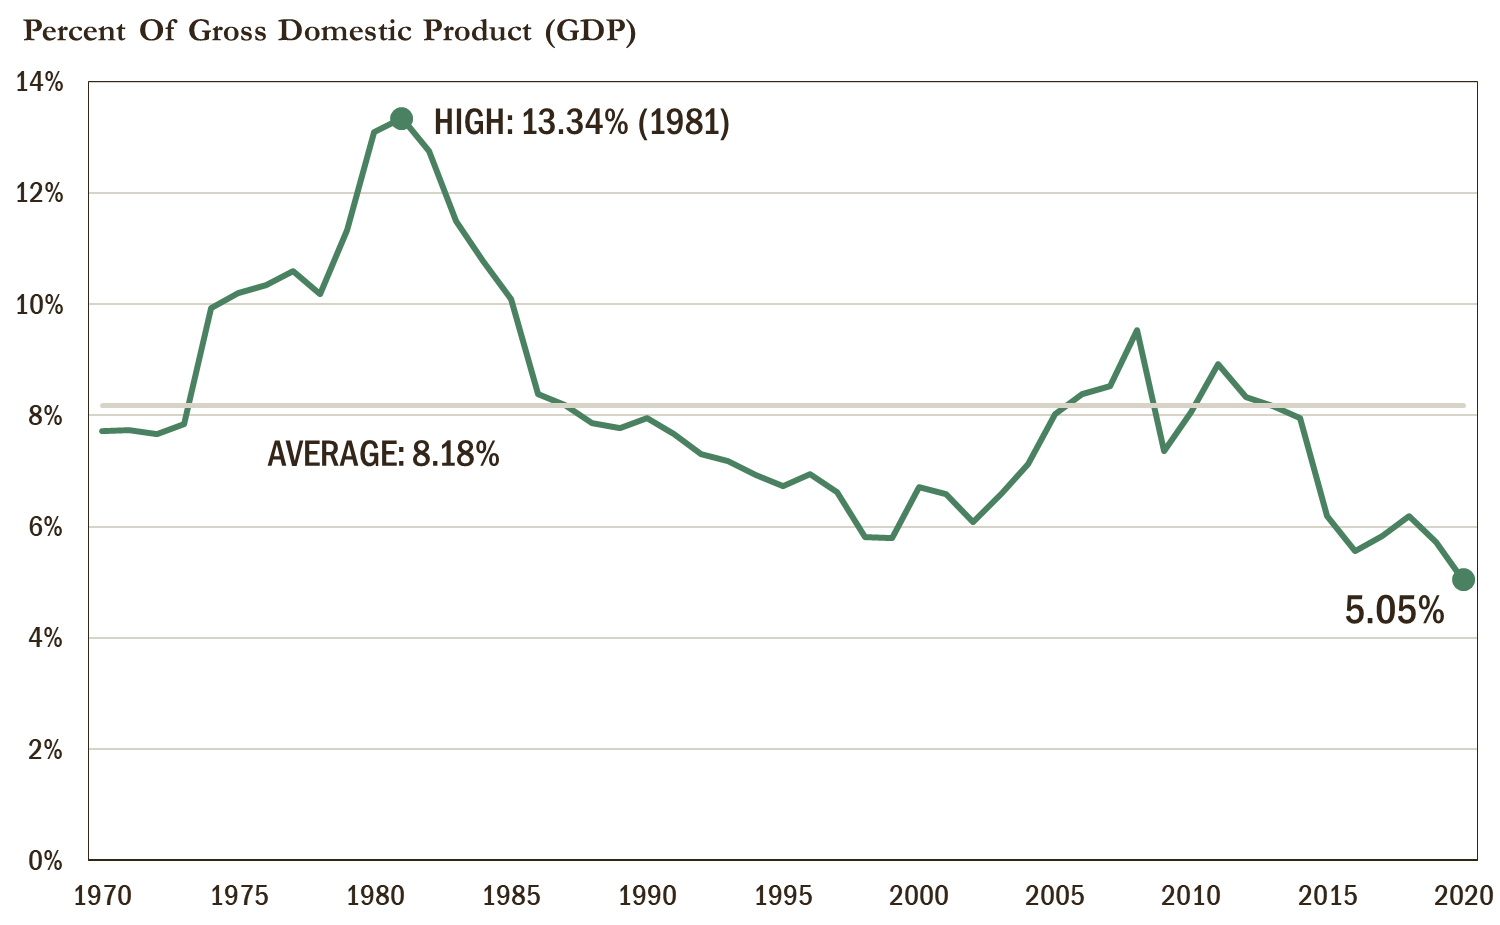 Percent Of Gross Domestic Product (GDP)
14%
HIGH: 13.34% (1981)
12%
10%
8%
AVERAGE: 8.18%
6%
5.05%
4%
2%
0%
1970 1975 1980 1985 1990 1995 2000 2005 2010 2015 2020